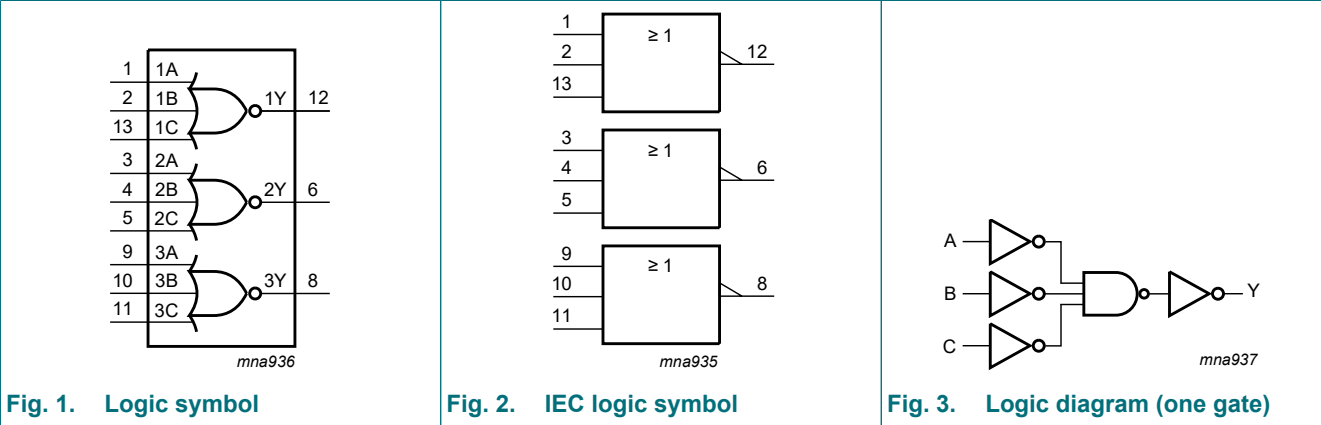 1 1A
2 1B 1Y 12
13 1C
3 2A
4 2B 2Y 6
5 2C
9 3A
10 3B 3Y 8
11 3C
mna936
Fig. 1. Logic symbol
1 ≥ 1
2 12
13
3 ≥ 1
4 6
5
9 ≥ 1
10 8
11
mna935
Fig. 2. IEC logic symbol
A
B Y
C
mna937
Fig. 3. Logic diagram (one gate)